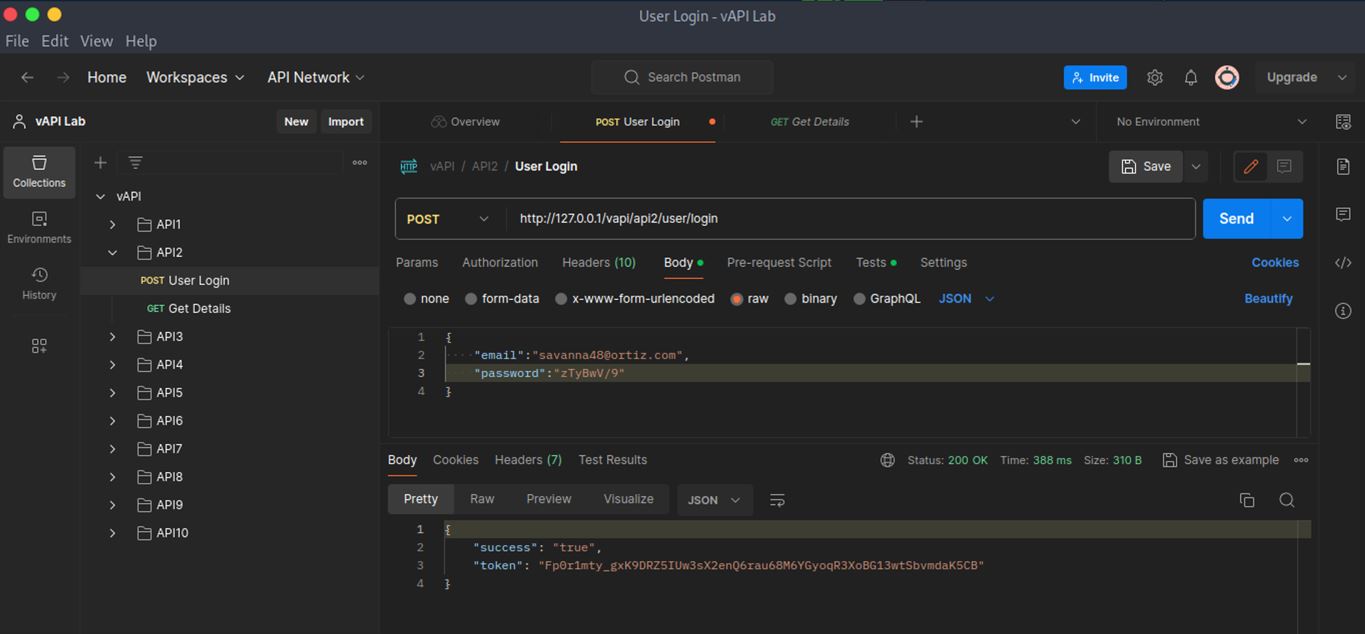 User Login - vAPI Lab
File Edit View Help
Home Workspaces API Network Search Postman Invite Upgrade
vAPI Lab New Import
Overview POST User Login GET Get Details No Environment
Collections
Environments
History
vAPI
API1
API2
POST User Login
GET Get Details
API3
API4
API5
API6
API7
API8
API9
API10
HTTP vAPI / API2 / User Login Save
POST http://127.0.0.1/vapi/api2/user/login Send
Params Authorization Headers (10) Body Pre-request Script Tests Settings Cookies
none form-data x-www-form-urlencoded raw binary GraphQL JSON Beautify
1 {
2 ····"email":"savanna48@ortiz.com",
3 ····"password":"zTyBwV/9"
4 }
Body Cookies Headers (7) Test Results Status: 200 OK Time: 388 ms Size: 310 B Save as example
Pretty Raw Preview Visualize JSON
1 {
2 "success": "true",
3 "token": "Fp0r1mty_gxK9DRZ5IUw3sX2enQ6rau68M6YGyoqR3XoBG13wtSbvmdaK5CB"
4 }